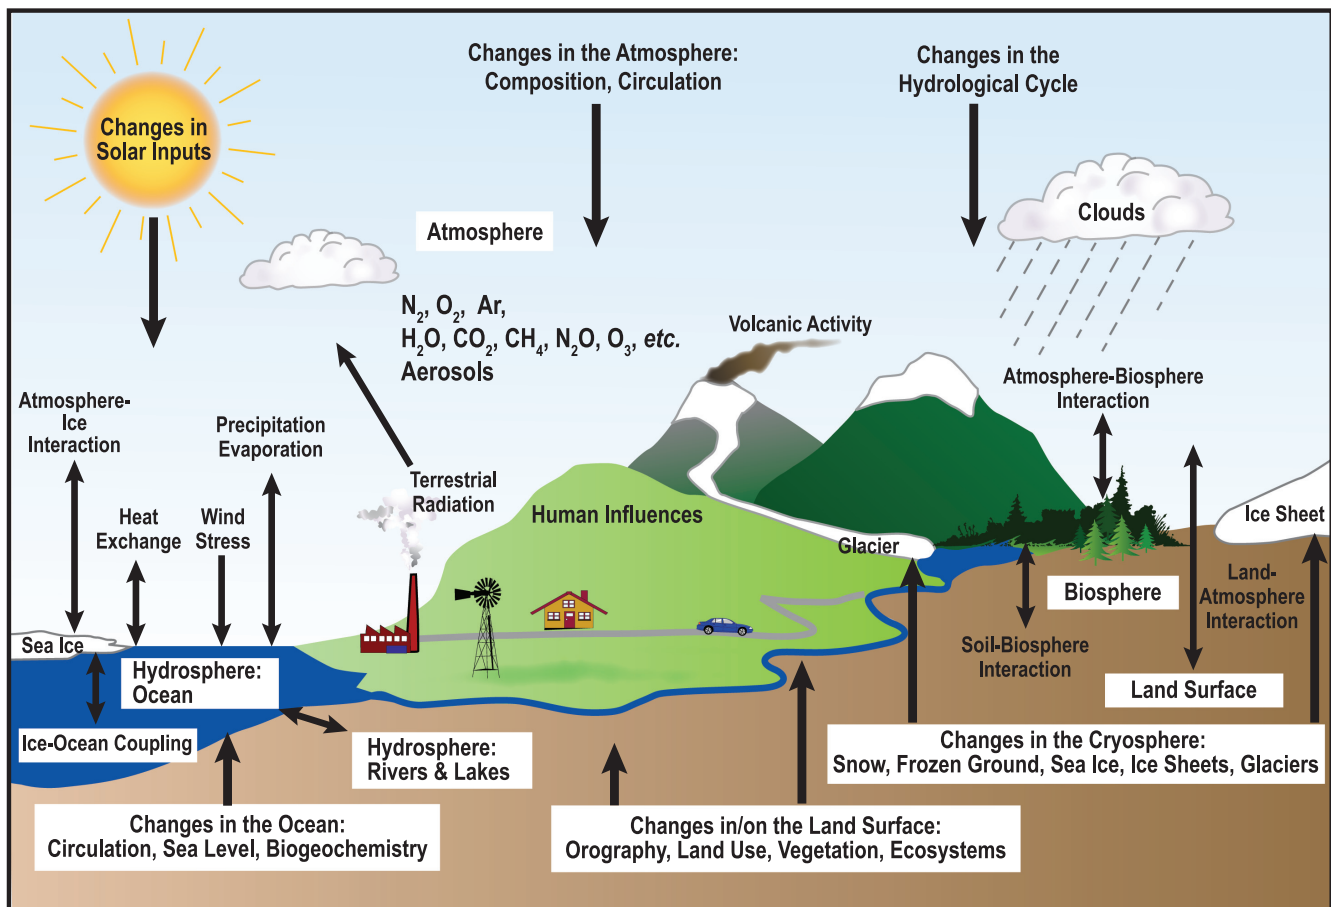 Changes in
Solar Inputs
Changes in the Atmosphere:
Composition, Circulation
Changes in the
Hydrological Cycle
Clouds
Atmosphere
N₂, O₂, Ar,
H₂O, CO₂, CH₄, N₂O, O₃, etc.
Aerosols
Volcanic Activity
Atmosphere-
Ice
Interaction
Precipitation
Evaporation
Atmosphere-Biosphere
Interaction
Terrestrial
Radiation
Heat
Exchange
Wind
Stress
Human Influences
Glacier
Ice Sheet
Land-
Atmosphere
Interaction
Biosphere
Soil-Biosphere
Interaction
Sea Ice
Hydrosphere:
Ocean
Land Surface
Ice-Ocean Coupling
Hydrosphere:
Rivers & Lakes
Changes in the Cryosphere:
Snow, Frozen Ground, Sea Ice, Ice Sheets, Glaciers
Changes in the Ocean:
Circulation, Sea Level, Biogeochemistry
Changes in/on the Land Surface:
Orography, Land Use, Vegetation, Ecosystems